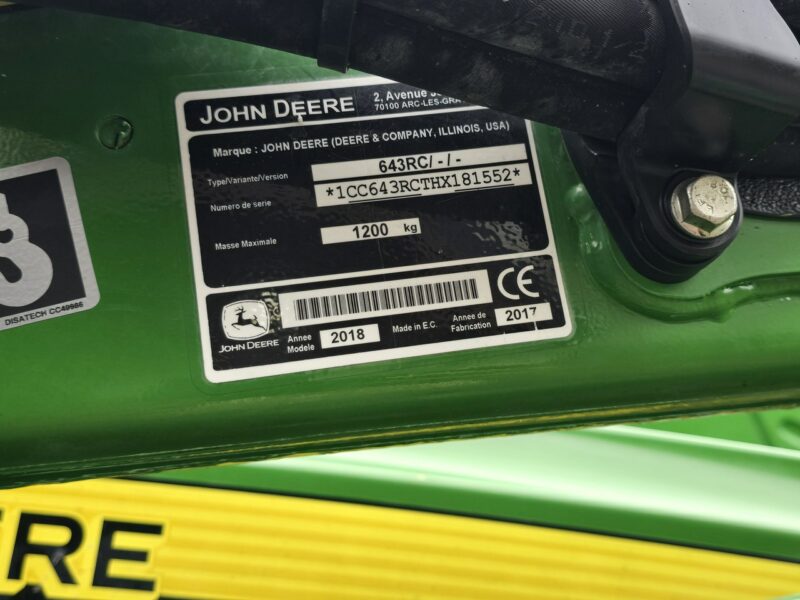 JOHN DEERE
2, Avenue
70100 ARC-LES-GRA
Marque : JOHN DEERE (DEERE & COMPANY, ILLINOIS, USA)
Type/Variante/Version 643RC/ - / -
Numero de serie *1CC643RCTHX181552*
Masse Maximale 1200 kg
CE
JOHN DEERE
Année Modele 2018
Made in E.C.
Année de Fabrication 2017
DISATECH CC49986
ERE